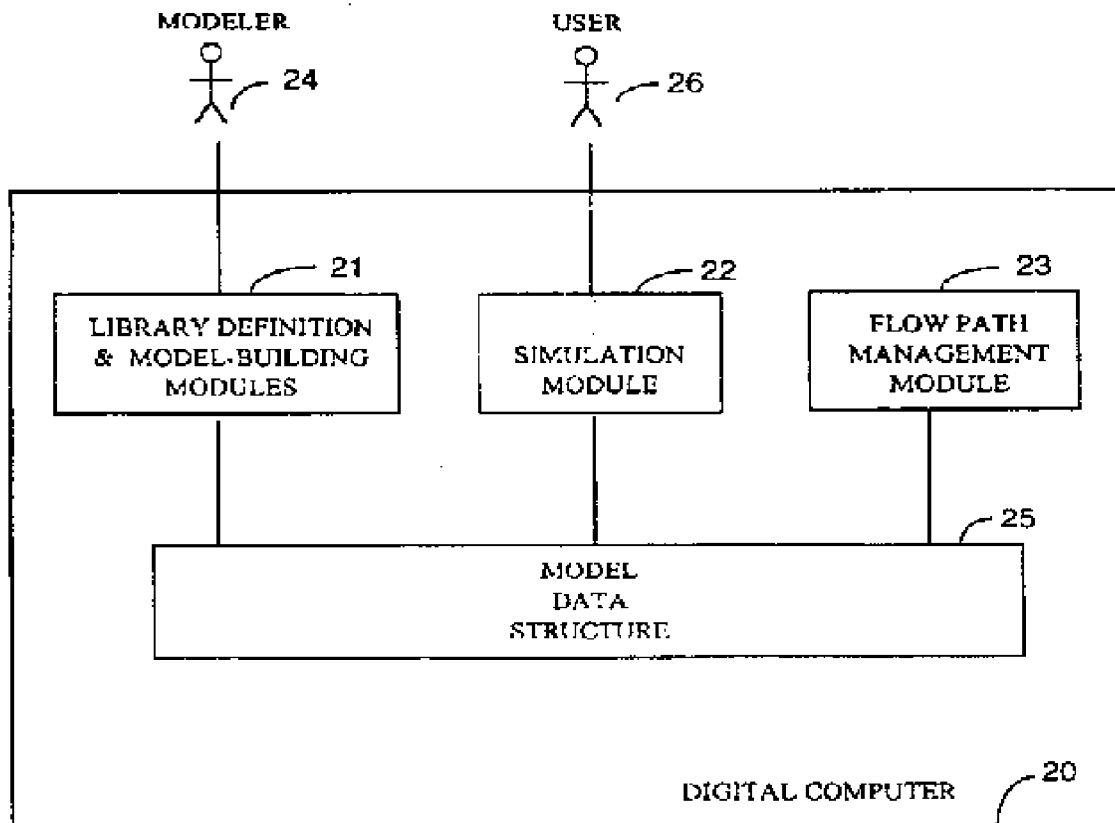 MODELER
USER
24
26
21
22
23
LIBRARY DEFINITION
& MODEL-BUILDING
MODULES
SIMULATION
MODULE
FLOW PATH
MANAGEMENT
MODULE
25
MODEL
DATA
STRUCTURE
DIGITAL COMPUTER
20